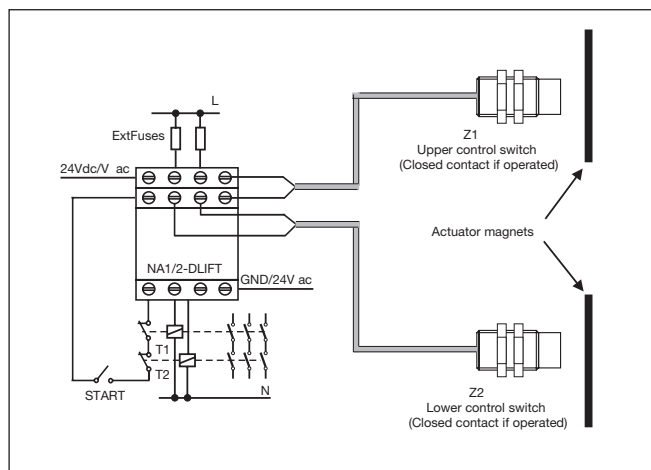 L
ExtFuses
24Vdc/V ac
Z1
Upper control switch
(Closed contact if operated)
Actuator magnets
NA1/2-DLIFT
GND/24V ac
T1
T2
START
N
Z2
Lower control switch
(Closed contact if operated)